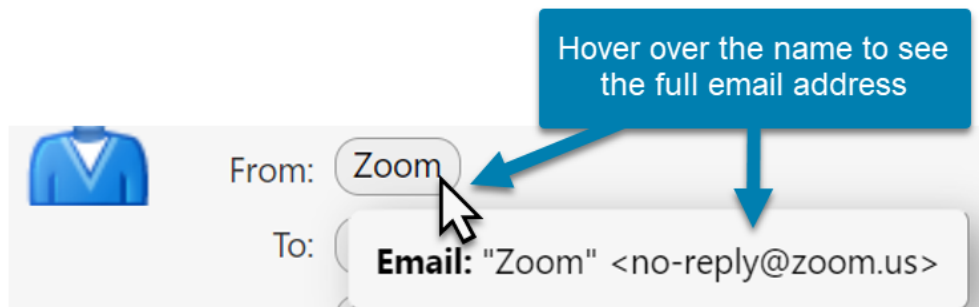 Hover over the name to see
the full email address
From: Zoom
To:
Email: "Zoom" <no-reply@zoom.us>